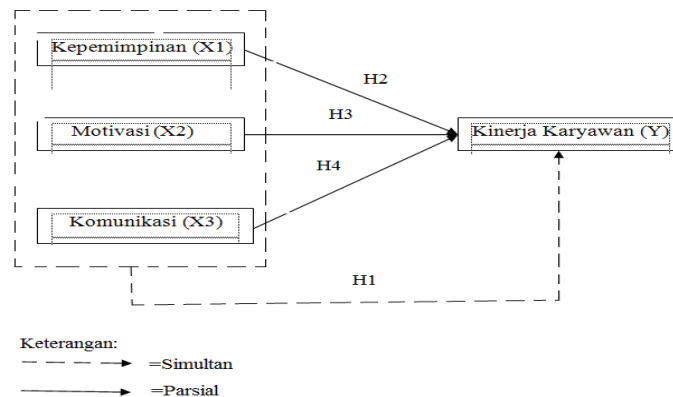 Kepemimpinan (X1)
H2
Motivasi (X2)
H3
Kinerja Karyawan (Y)
H4
Komunikasi (X3)
H1
Keterangan:
=Simultan
=Parsial